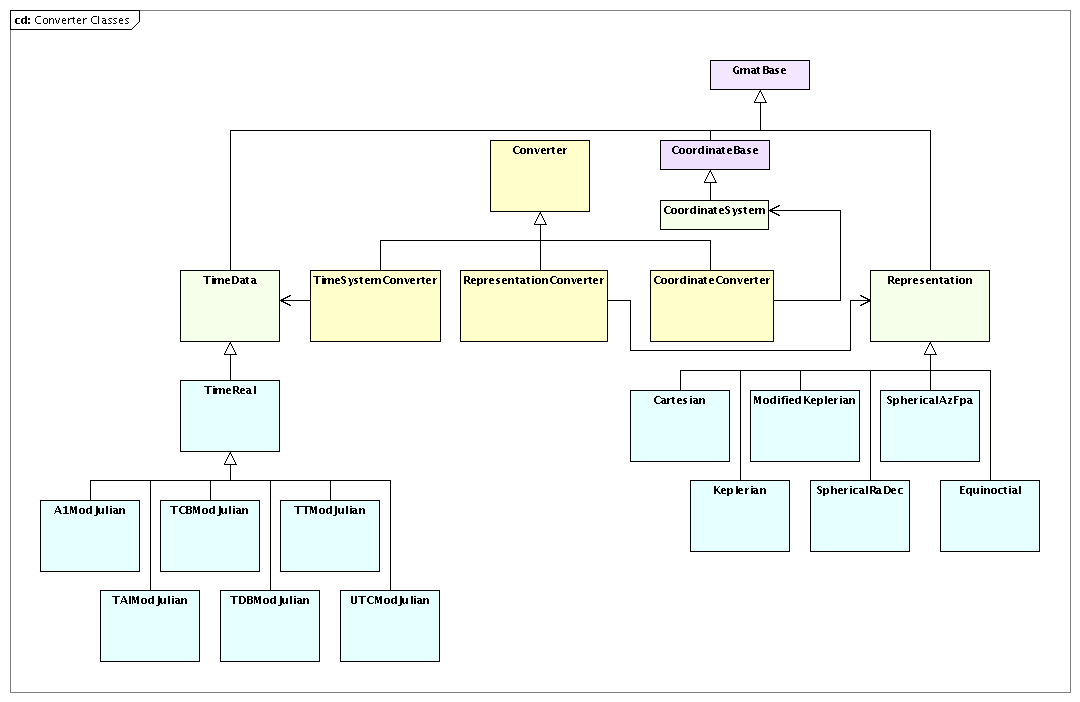 cd: Converter Classes
GmatBase
Converter
CoordinateBase
CoordinateSystem
TimeData
TimeSystemConverter
RepresentationConverter
CoordinateConverter
Representation
TimeReal
Cartesian
ModifiedKeplerian
SphericalAzFpa
Keplerian
SphericalRaDec
Equinoctial
A1ModJulian
TCBModJulian
TTModJulian
TAIModJulian
TDBModJulian
UTCModJulian